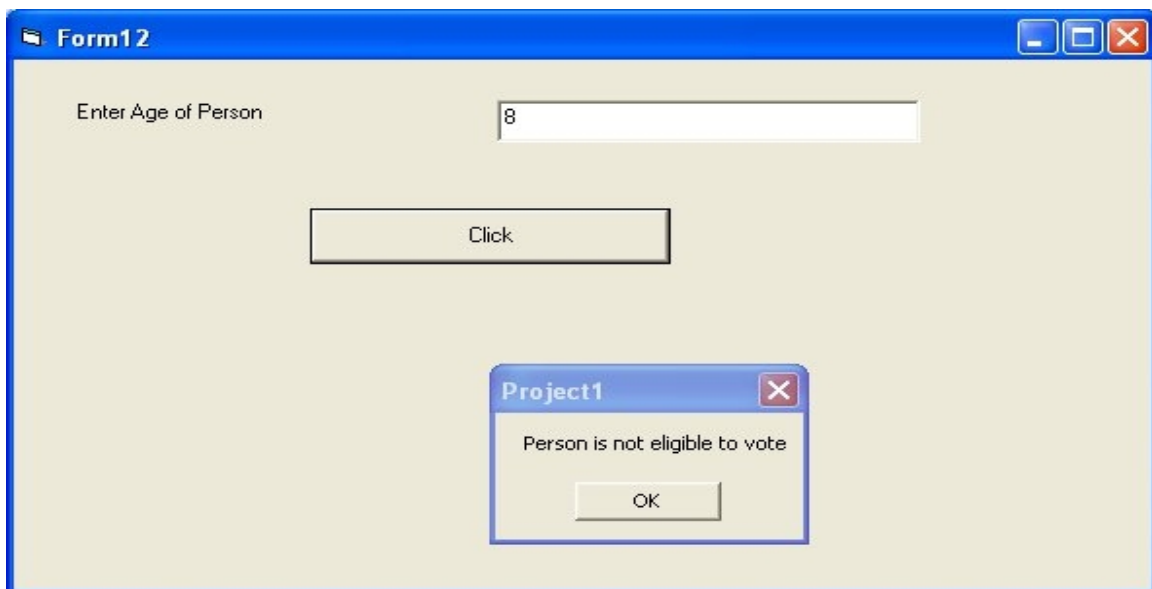 Form12
Enter Age of Person
8
Click
Project1
Person is not eligible to vote
OK